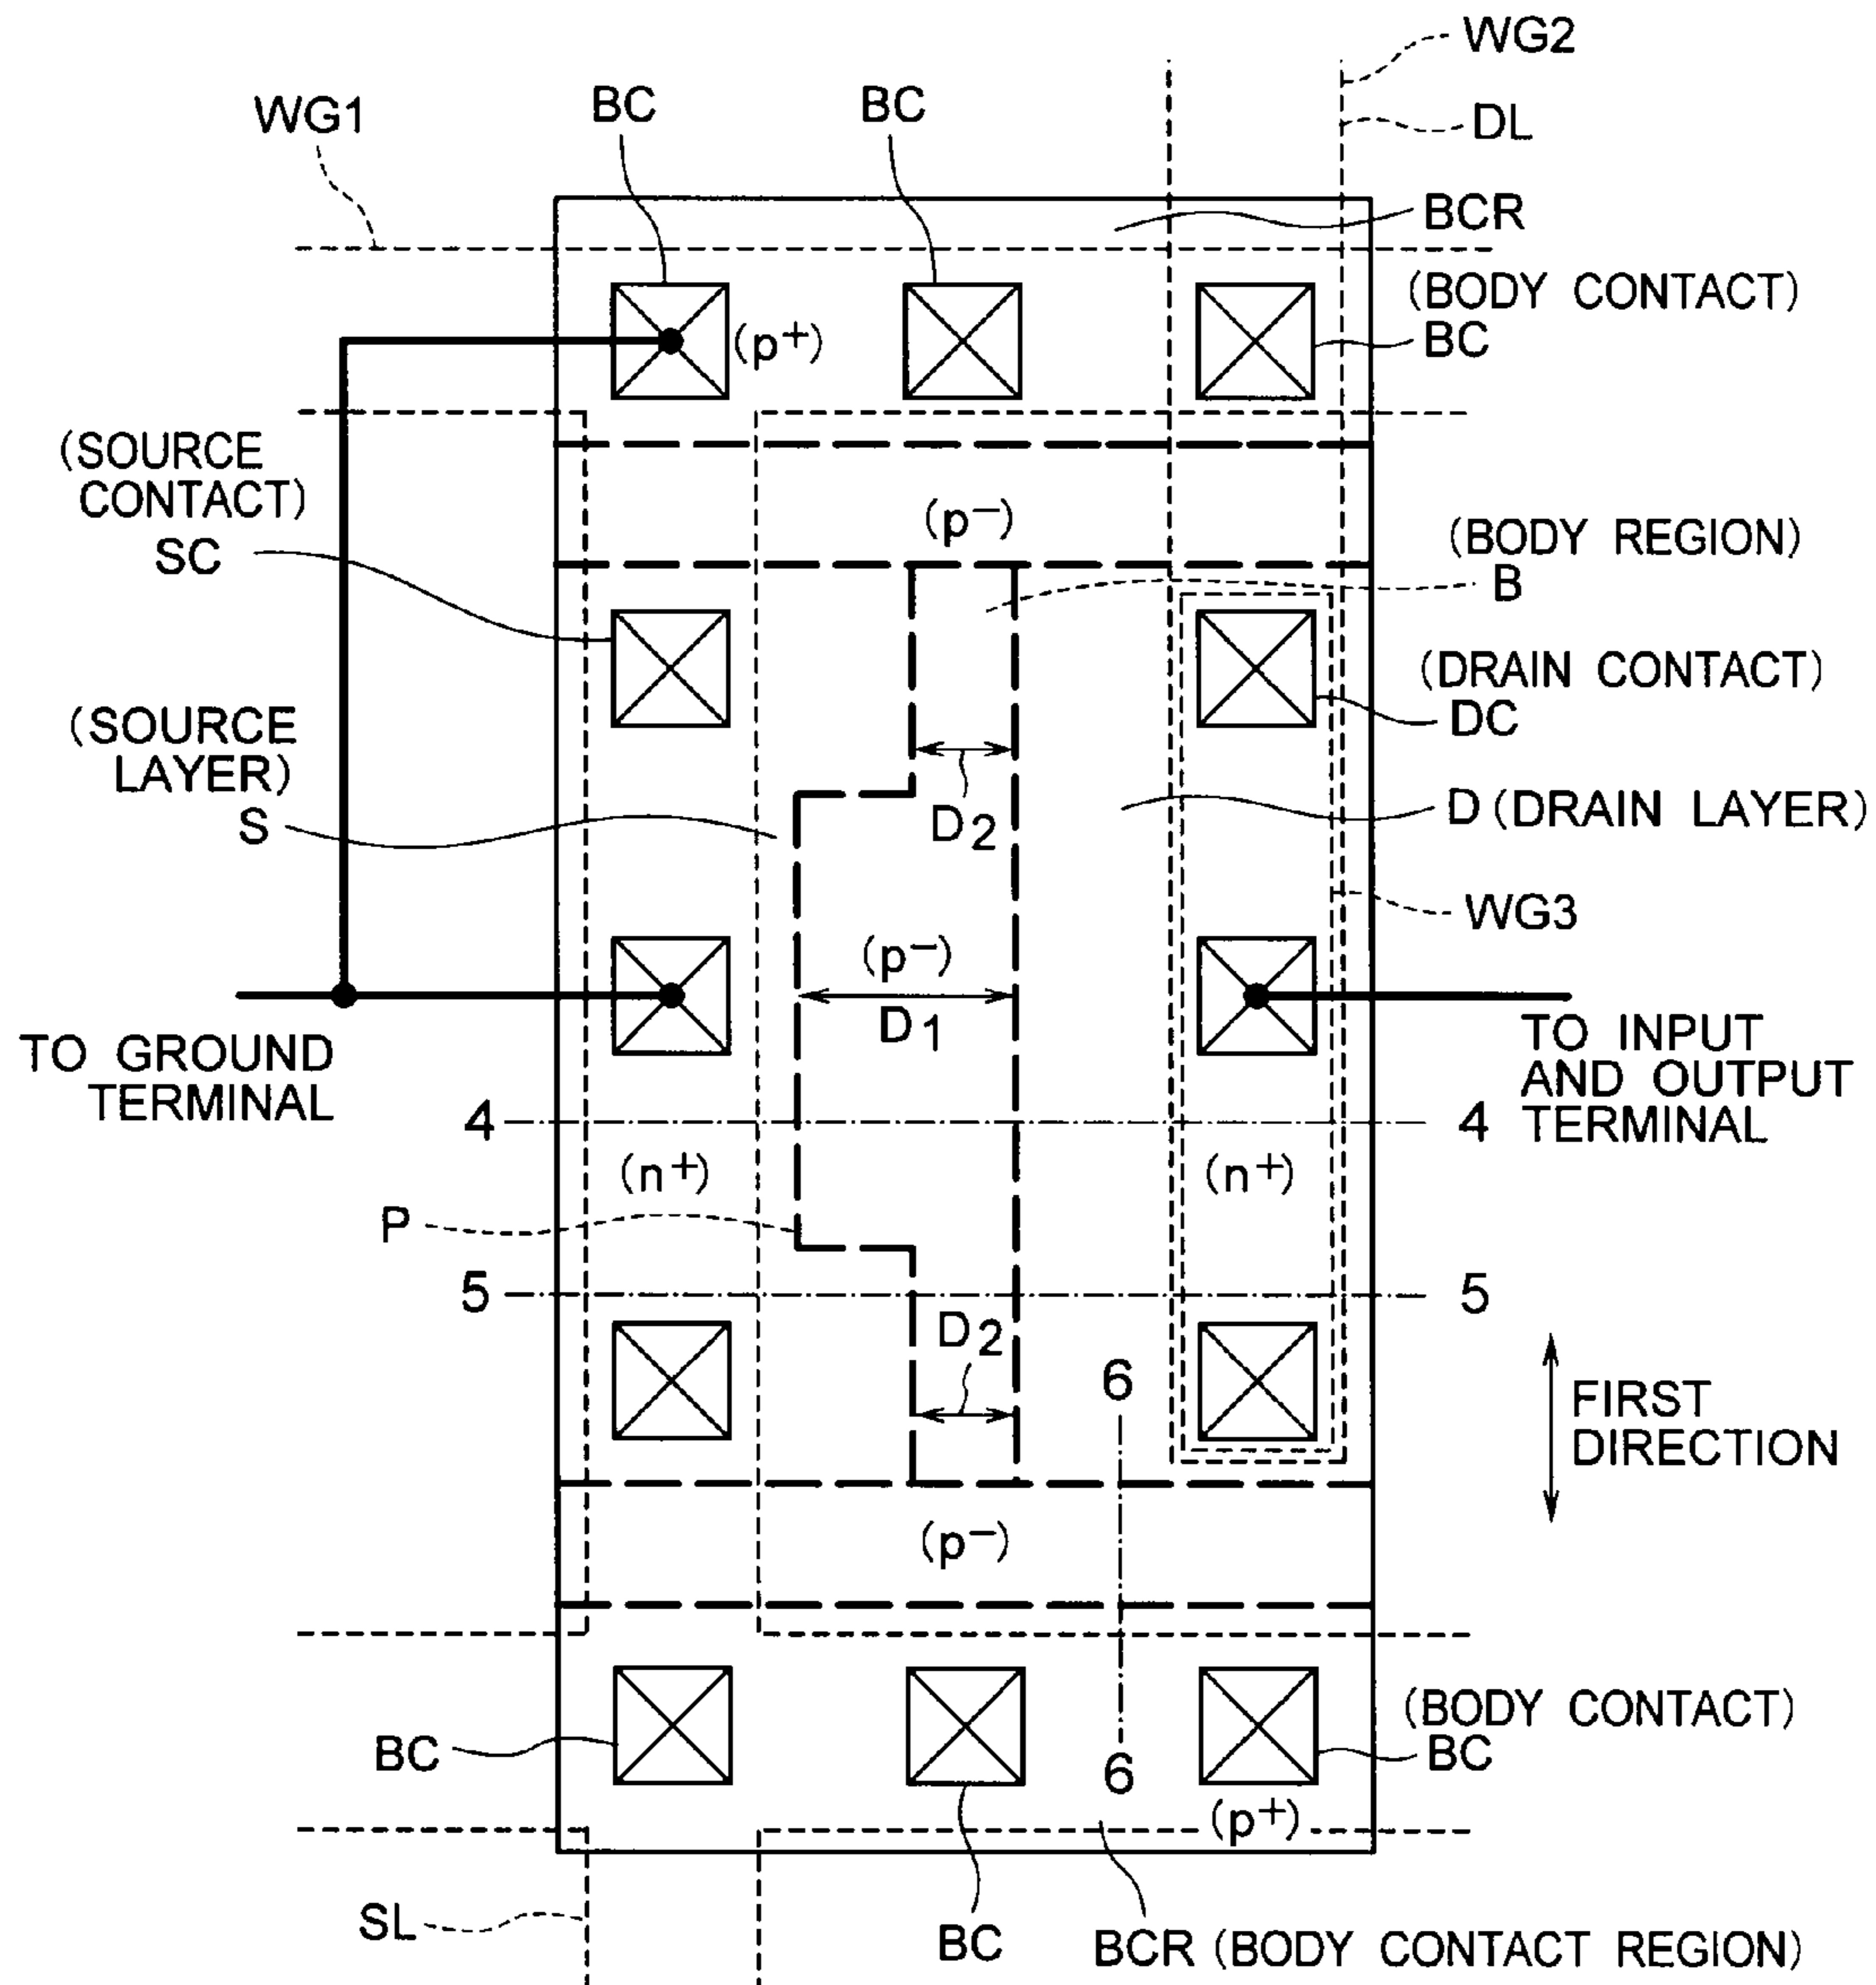 WG2
DL
WG1
BC
BC
BCR
(BODY CONTACT)
BC
(p+)
(SOURCE
CONTACT)
SC
(p−)
(BODY REGION)
B
(DRAIN CONTACT)
DC
(SOURCE
LAYER)
S
D2
D (DRAIN LAYER)
WG3
(p−)
D1
TO GROUND
TERMINAL
TO INPUT
AND OUTPUT
TERMINAL
4
4
(n+)
(n+)
P
5
5
D2
6
FIRST
DIRECTION
(p−)
BC
6
(BODY CONTACT)
BC
(p+)
SL
BC
BCR (BODY CONTACT REGION)